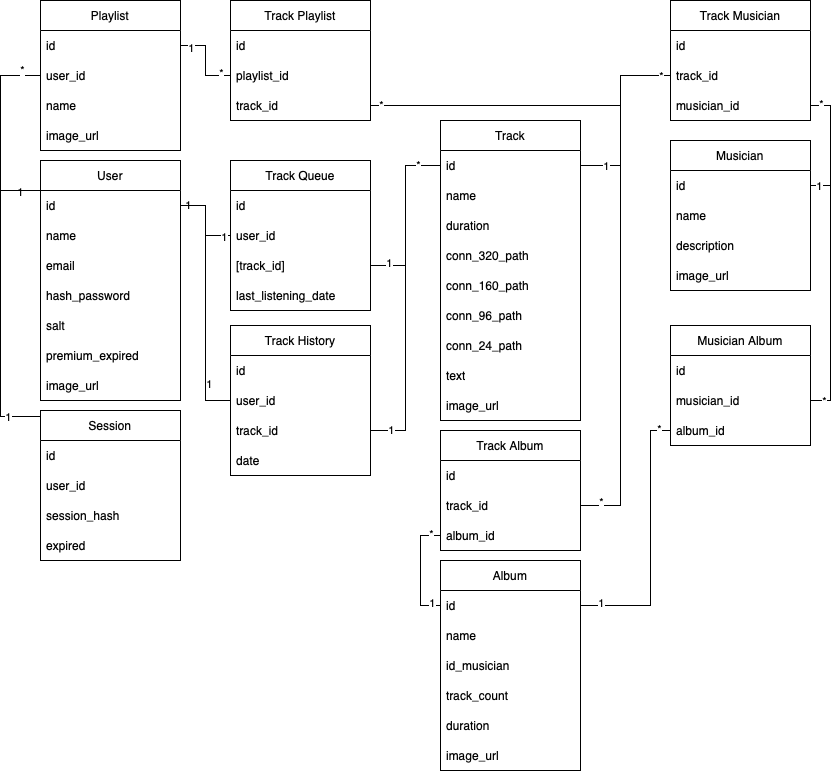 Playlist
id
user_id
name
image_url
1
*
*
User
id
name
email
hash_password
salt
premium_expired
image_url
1
1
Session
id
user_id
session_hash
expired
1
Track Playlist
id
playlist_id
track_id
*
Track Queue
id
user_id
[track_id]
last_listening_date
1
1
Track History
id
user_id
track_id
date
1
1
Track
id
name
duration
conn_320_path
conn_160_path
conn_96_path
conn_24_path
text
image_url
*
1
Track Album
id
track_id
album_id
*
*
Album
id
name
id_musician
track_count
duration
image_url
1
1
Track Musician
id
track_id
musician_id
*
*
Musician
id
name
description
image_url
1
Musician Album
id
musician_id
album_id
*
*